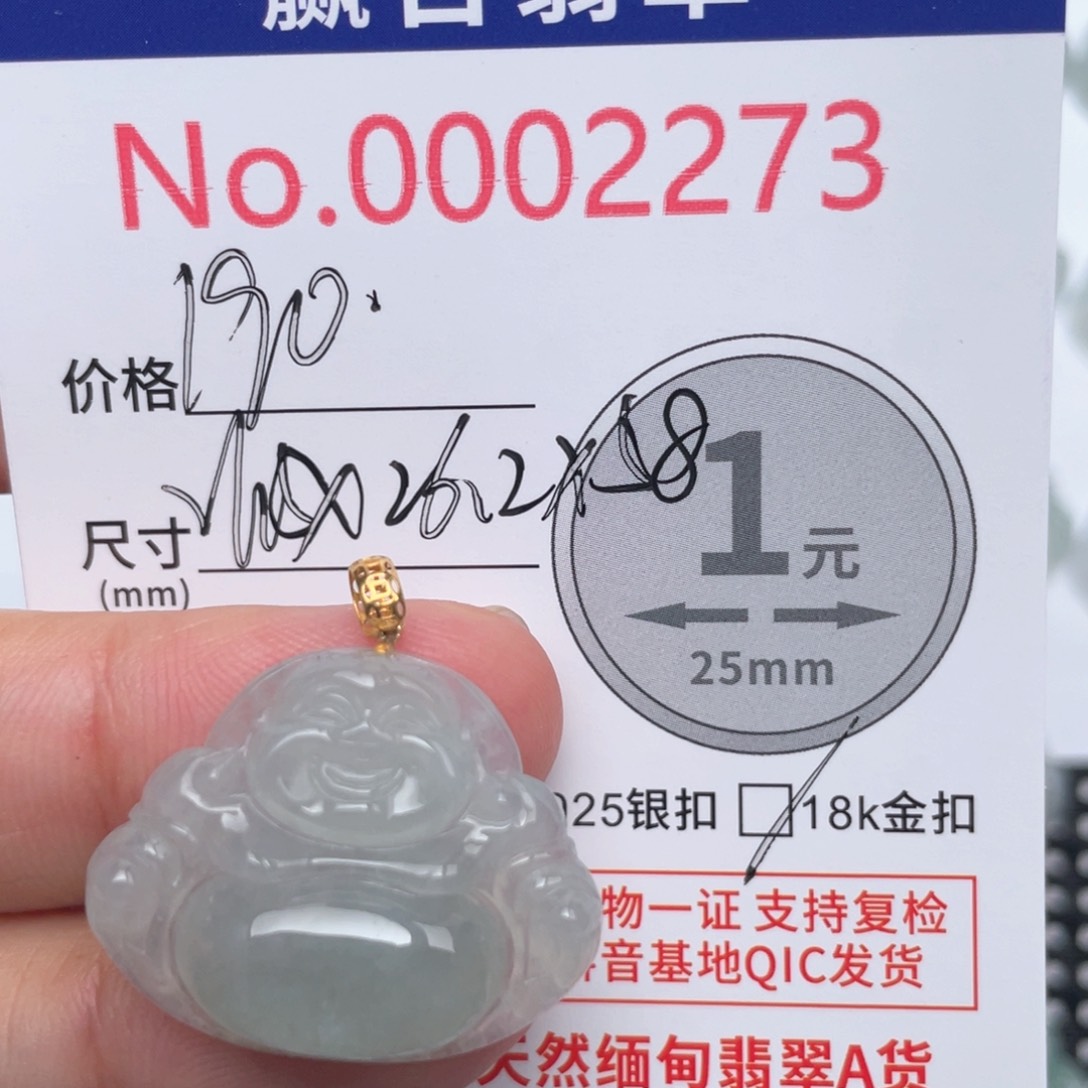 No.0002273
价格 190.
尺寸 26.2×
(mm)
1元
25mm
925银扣 18k金扣
物一证 支持复检
音基地QIC发货
天然缅甸翡翠A货